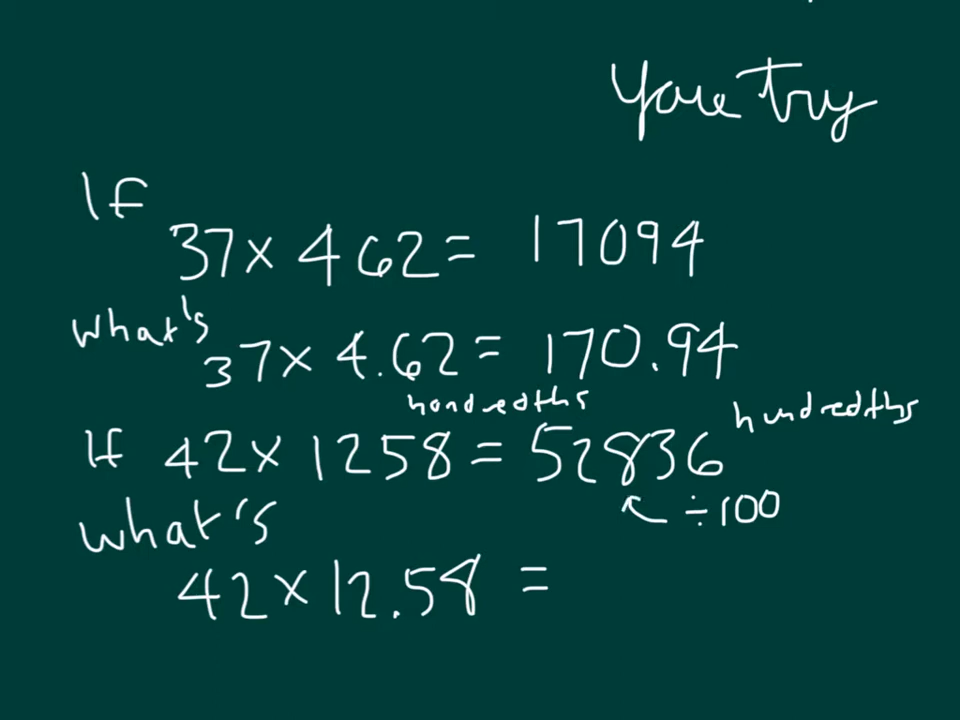 You Try
If
37 x 462 = 17094
What's
37 x 4.62 = 170.94
hundredths
hundredths
If 42 x 1258 = 52836
÷100
What's
42 x 12.58 =